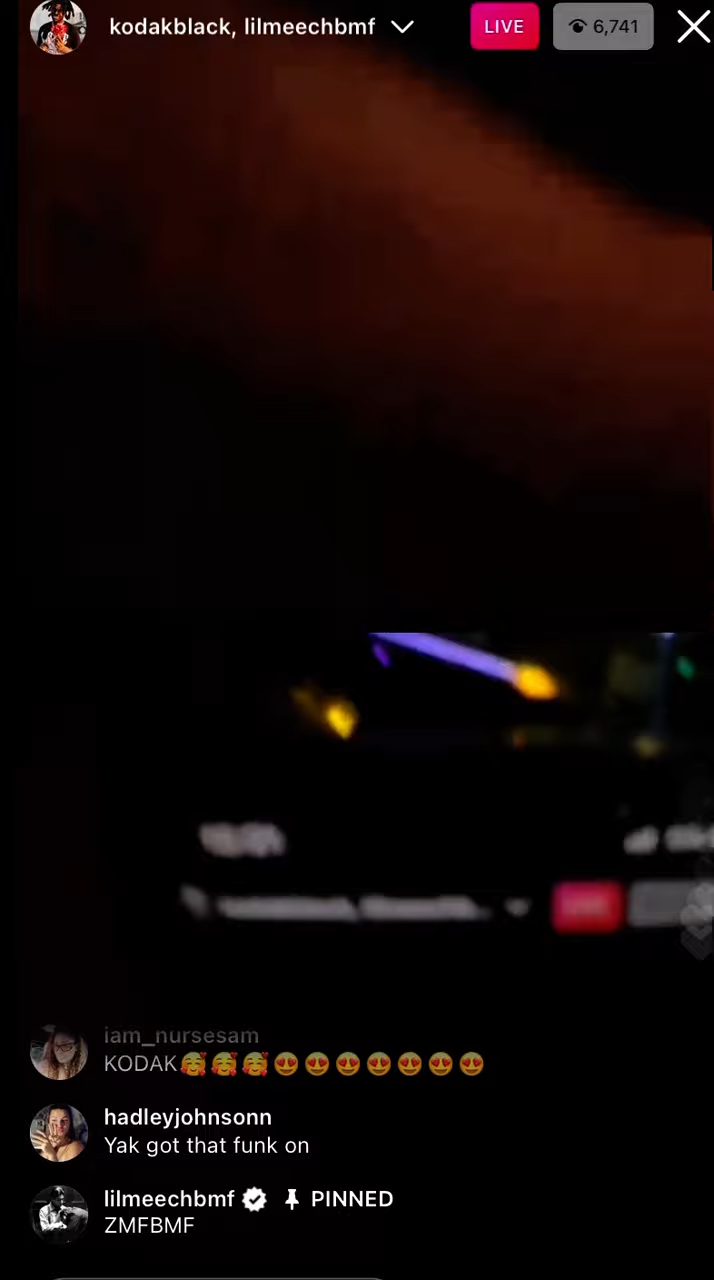 kodakblack, lilmeechbmf
LIVE
6,741
iam_nursesam
KODAK🥰🥰🥰😍😍😍😍😍😍😍
hadleyjohnsonn
Yak got that funk on
lilmeechbmf PINNED
ZMFBMF